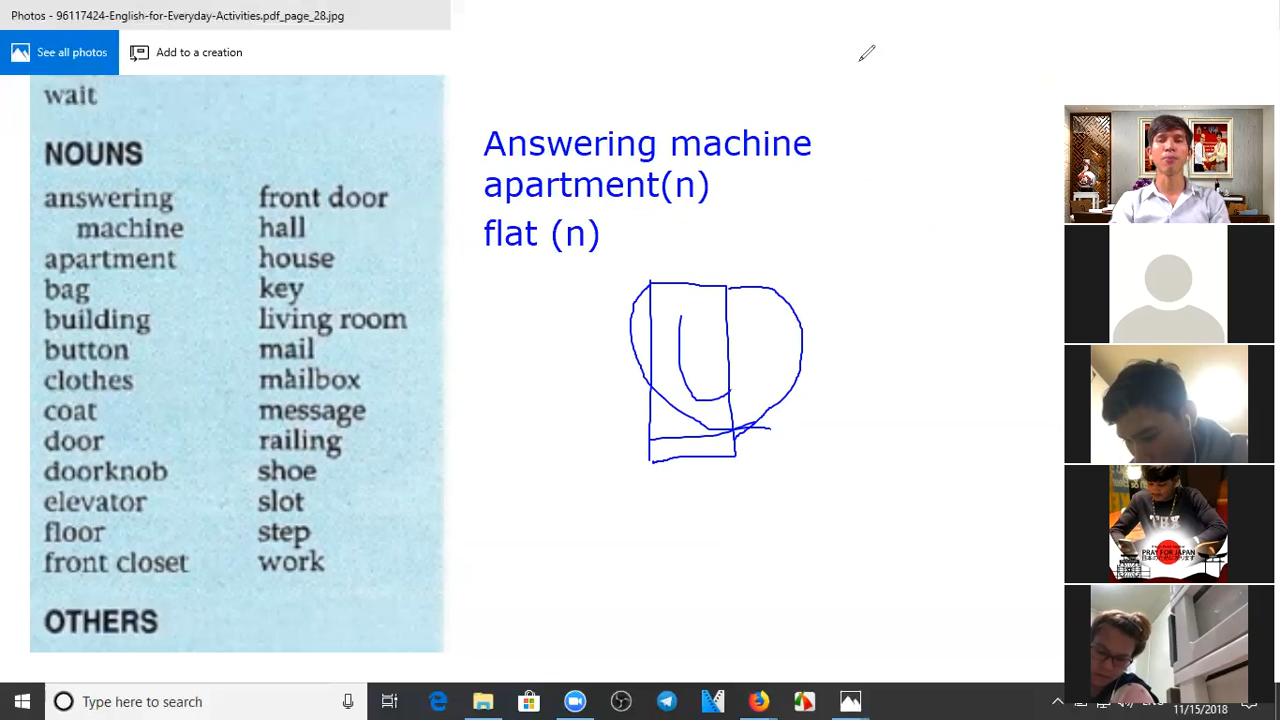 Photos - 96117424-English-for-Everyday-Activities.pdf_page_28.jpg
See all photos
Add to a creation
wait
NOUNS
answering
machine
apartment
bag
building
button
clothes
coat
door
doorknob
elevator
floor
front closet
front door
hall
house
key
living room
mail
mailbox
message
railing
shoe
slot
step
work
OTHERS
Answering machine
apartment(n)
flat (n)
PRAY FOR JAPAN
Type here to search
11/15/2018